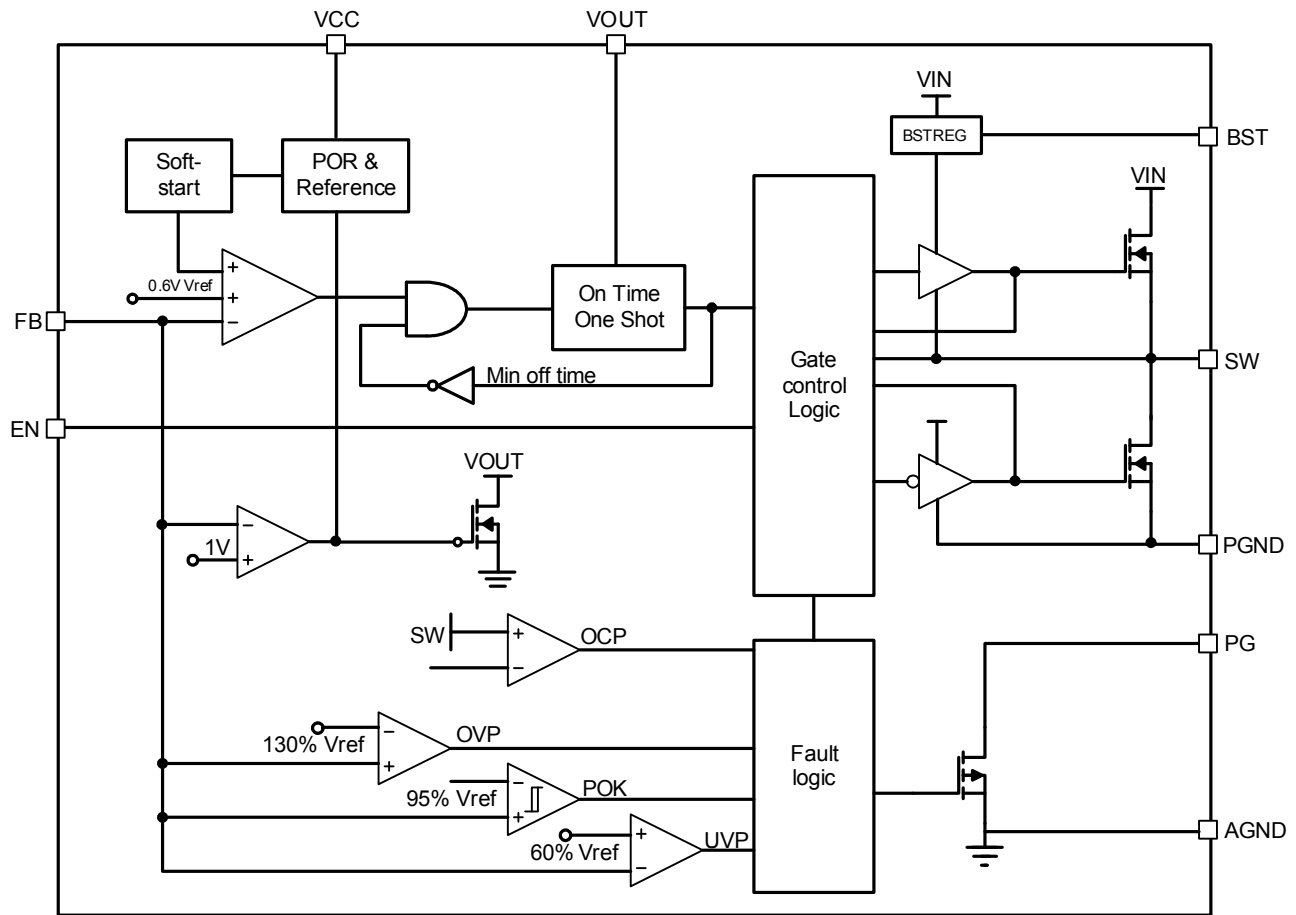 VCC
VOUT
VIN
BSTREG
BST
Soft-
start
POR &
Reference
VIN
+
0.6V Vref
+
−
FB
On Time
One Shot
Min off time
Gate
control
Logic
SW
EN
VOUT
−
1V
+
PGND
SW
+
−
OCP
PG
−
130% Vref
+
OVP
Fault
logic
−
95% Vref
+
POK
+
60% Vref
−
UVP
AGND